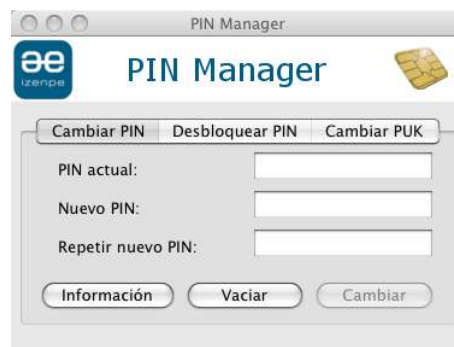 PIN Manager
izenpe
PIN Manager
Cambiar PIN Desbloquear PIN Cambiar PUK
PIN actual:
Nuevo PIN:
Repetir nuevo PIN:
Información Vaciar Cambiar